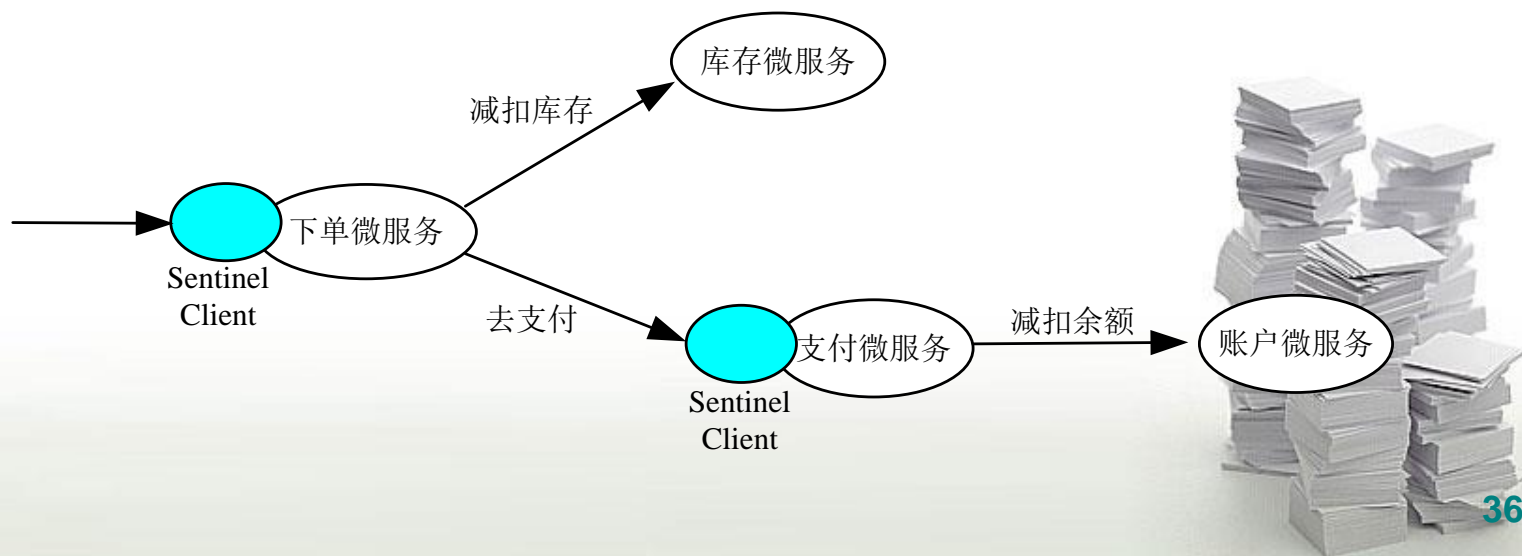 库存微服务
减扣库存
下单微服务
Sentinel
Client
去支付
支付微服务
减扣余额
账户微服务
Sentinel
Client
36